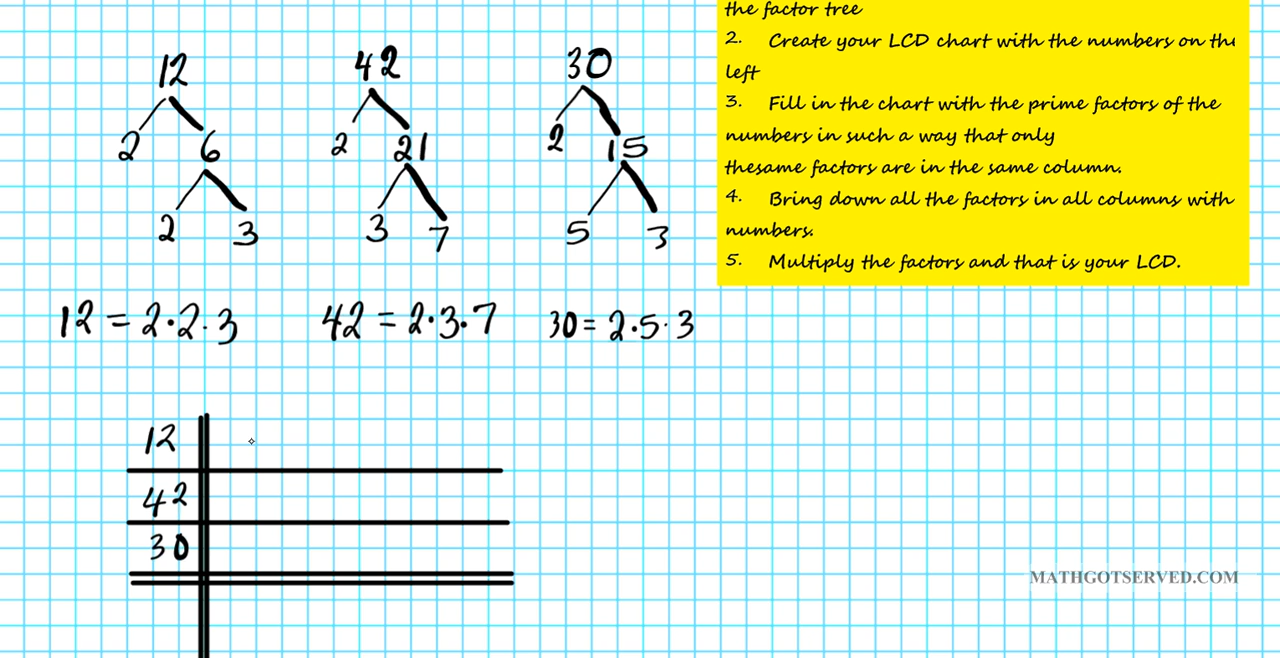 the factor tree
2. Create your LCD chart with the numbers on the
left
3. Fill in the chart with the prime factors of the
numbers in such a way that only
thesame factors are in the same column.
4. Bring down all the factors in all columns with
numbers.
5. Multiply the factors and that is your LCD.
12 42 30
2 6 2 21 2 15
2 3 3 7 5 3
12 = 2·2·3 42 = 2·3·7 30 = 2·5·3
12
42
30
MATHGOTSERVED.COM